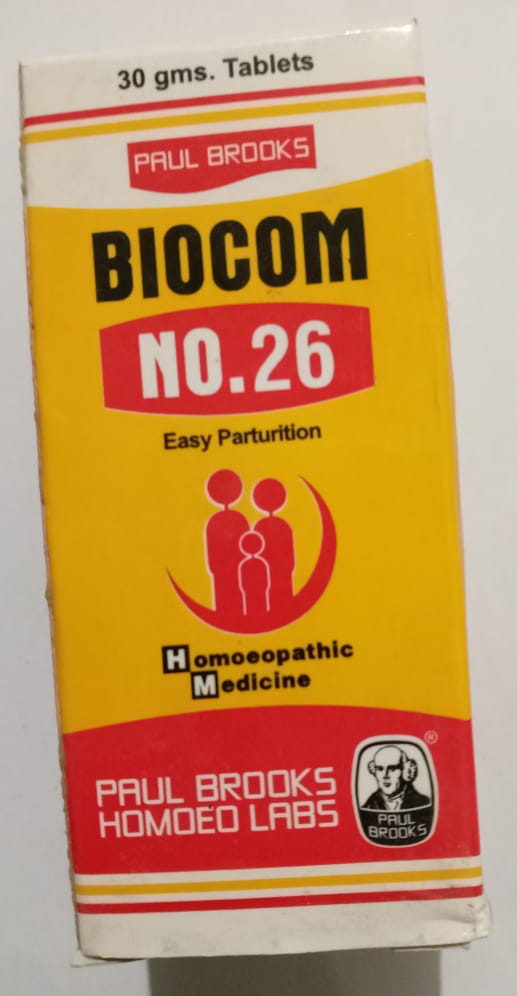 30 gms. Tablets
PAUL BROOKS
BIOCOM
NO.26
Easy Parturition
Homoeopathic
Medicine
PAUL BROOKS
HOMOEO LABS
®
PAUL
BROOKS